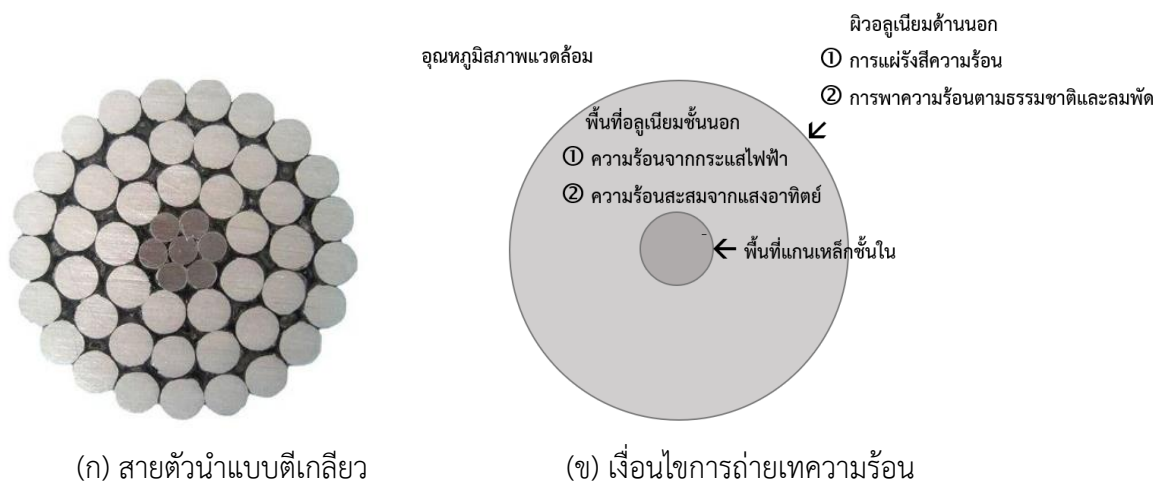 อุณหภูมิสภาพแวดล้อม
ผิวอลูเนียมด้านนอก
① การแผ่รังสีความร้อน
② การพาความร้อนตามธรรมชาติและลมพัด
พื้นที่อลูเนียมชั้นนอก
① ความร้อนจากกระแสไฟฟ้า
② ความร้อนสะสมจากแสงอาทิตย์
พื้นที่แกนเหล็กชั้นใน
(ก) สายตัวนำแบบตีเกลียว
(ข) เงื่อนไขการถ่ายเทความร้อน